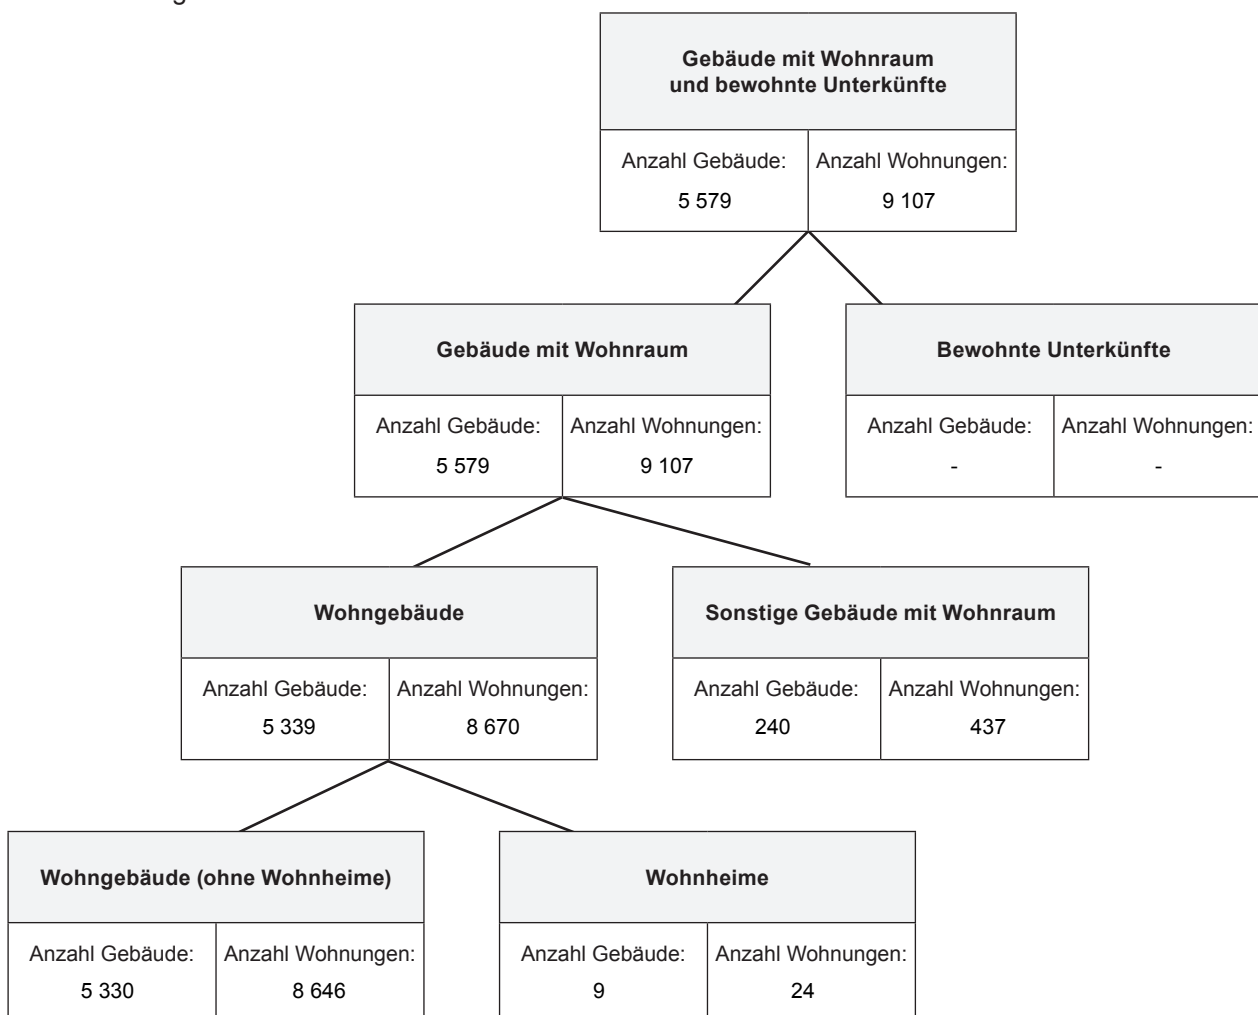 Gebäude mit Wohnraum
und bewohnte Unterkünfte
Anzahl Gebäude: Anzahl Wohnungen:
5 579 9 107
Gebäude mit Wohnraum Bewohnte Unterkünfte
Anzahl Gebäude: Anzahl Wohnungen: Anzahl Gebäude: Anzahl Wohnungen:
5 579 9 107 - -
Wohngebäude Sonstige Gebäude mit Wohnraum
Anzahl Gebäude: Anzahl Wohnungen: Anzahl Gebäude: Anzahl Wohnungen:
5 339 8 670 240 437
Wohngebäude (ohne Wohnheime) Wohnheime
Anzahl Gebäude: Anzahl Wohnungen: Anzahl Gebäude: Anzahl Wohnungen:
5 330 8 646 9 24